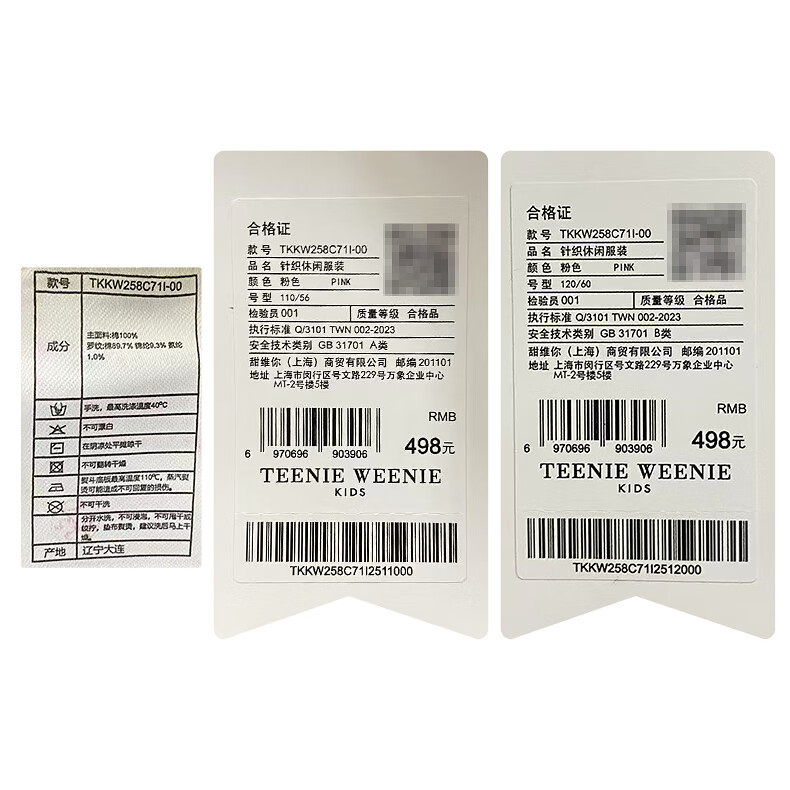 款号 TKKW258C71I-00
成分
主面料:棉100%
罗纹:棉89.7% 锦纶9.3% 氨纶
1.0%
手洗，最高洗涤温度40℃
不可漂白
在阴凉处平摊晾干
不可翻转干燥
熨斗底板最高温度110℃，蒸汽熨
烫可能造成不可回复的损伤。
不可干洗
分开水洗，不可浸泡，不可甩干或
绞拧，垫布熨烫，建议洗后马上干
燥。
产地 辽宁大连
合格证
款号 TKKW258C71I-00
品名 针织休闲服装
颜色 粉色 PINK
号型 110/56
检验员 001 质量等级 合格品
执行标准 Q/3101 TWN 002-2023
安全技术类别 GB 31701 A类
甜维你（上海）商贸有限公司 邮编 201101
地址 上海市闵行区号文路229号万象企业中心
MT-2号楼5楼
RMB
498元
6 970696 903906
TEENIE WEENIE
KIDS
TKKW258C71I2511000
合格证
款号 TKKW258C71I-00
品名 针织休闲服装
颜色 粉色 PINK
号型 120/60
检验员 001 质量等级 合格品
执行标准 Q/3101 TWN 002-2023
安全技术类别 GB 31701 B类
甜维你（上海）商贸有限公司 邮编 201101
地址 上海市闵行区号文路229号万象企业中心
MT-2号楼5楼
RMB
498元
6 970696 903906
TEENIE WEENIE
KIDS
TKKW258C71I2512000